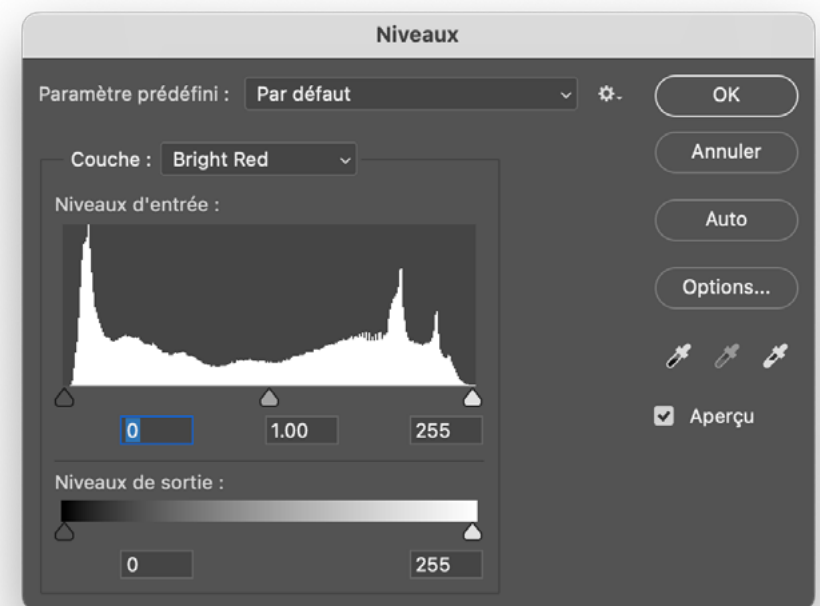 Niveaux
Paramètre prédéfini : Par défaut
OK
Couche : Bright Red
Annuler
Niveaux d'entrée :
Auto
Options...
Aperçu
0 1.00 255
Niveaux de sortie :
0 255